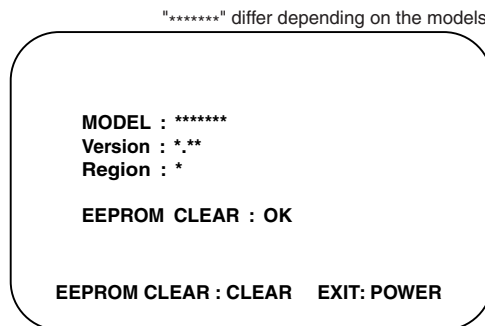 "*******" differ depending on the models
MODEL : *******
Version : *.**
Region : *
EEPROM CLEAR : OK
EEPROM CLEAR : CLEAR EXIT: POWER